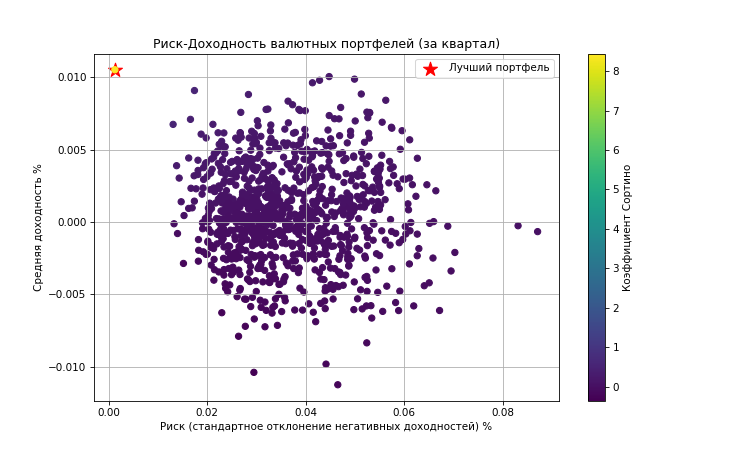 Риск-Доходность валютных портфелей (за квартал)
Лучший портфель
0.010
0.005
0.000
−0.005
−0.010
Средняя доходность %
0.00 0.02 0.04 0.06 0.08
Риск (стандартное отклонение негативных доходностей) %
8
7
6
5
4
3
2
1
0
Коэффициент Сортино